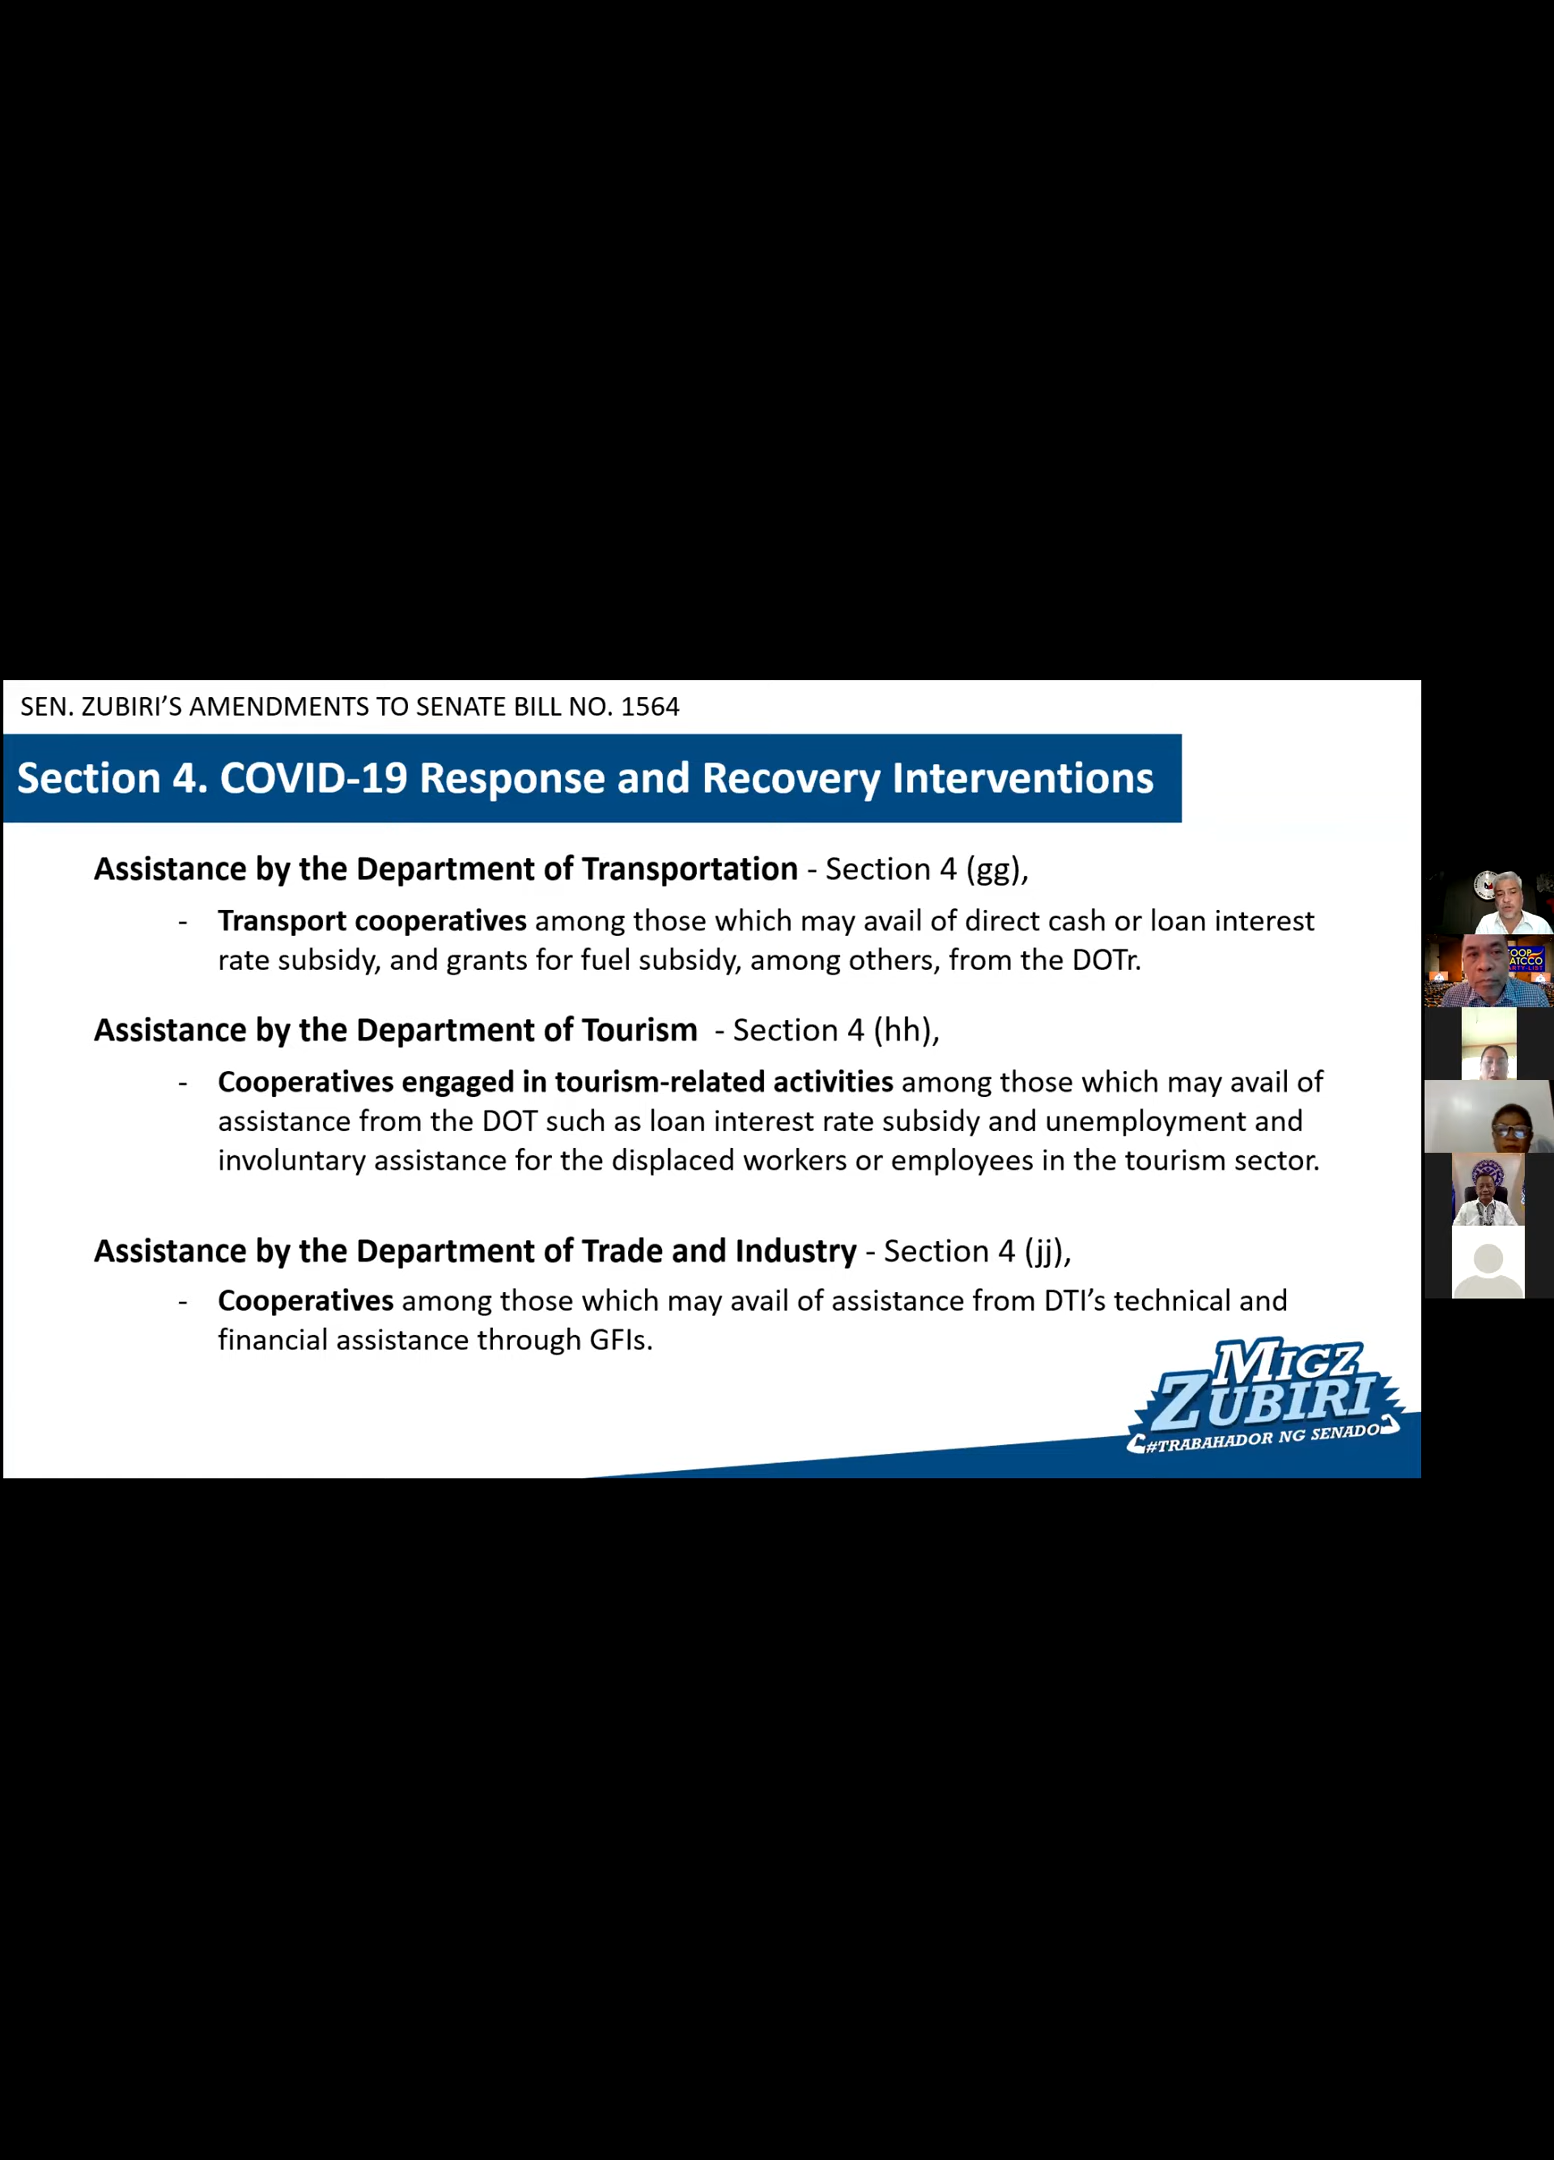 SEN. ZUBIRI’S AMENDMENTS TO SENATE BILL NO. 1564
Section 4. COVID-19 Response and Recovery Interventions
Assistance by the Department of Transportation - Section 4 (gg),
- Transport cooperatives among those which may avail of direct cash or loan interest
rate subsidy, and grants for fuel subsidy, among others, from the DOTr.
Assistance by the Department of Tourism - Section 4 (hh),
- Cooperatives engaged in tourism-related activities among those which may avail of
assistance from the DOT such as loan interest rate subsidy and unemployment and
involuntary assistance for the displaced workers or employees in the tourism sector.
Assistance by the Department of Trade and Industry - Section 4 (jj),
- Cooperatives among those which may avail of assistance from DTI’s technical and
financial assistance through GFIs.
MIGZ
ZUBIRI
#TRABAHADOR NG SENADO